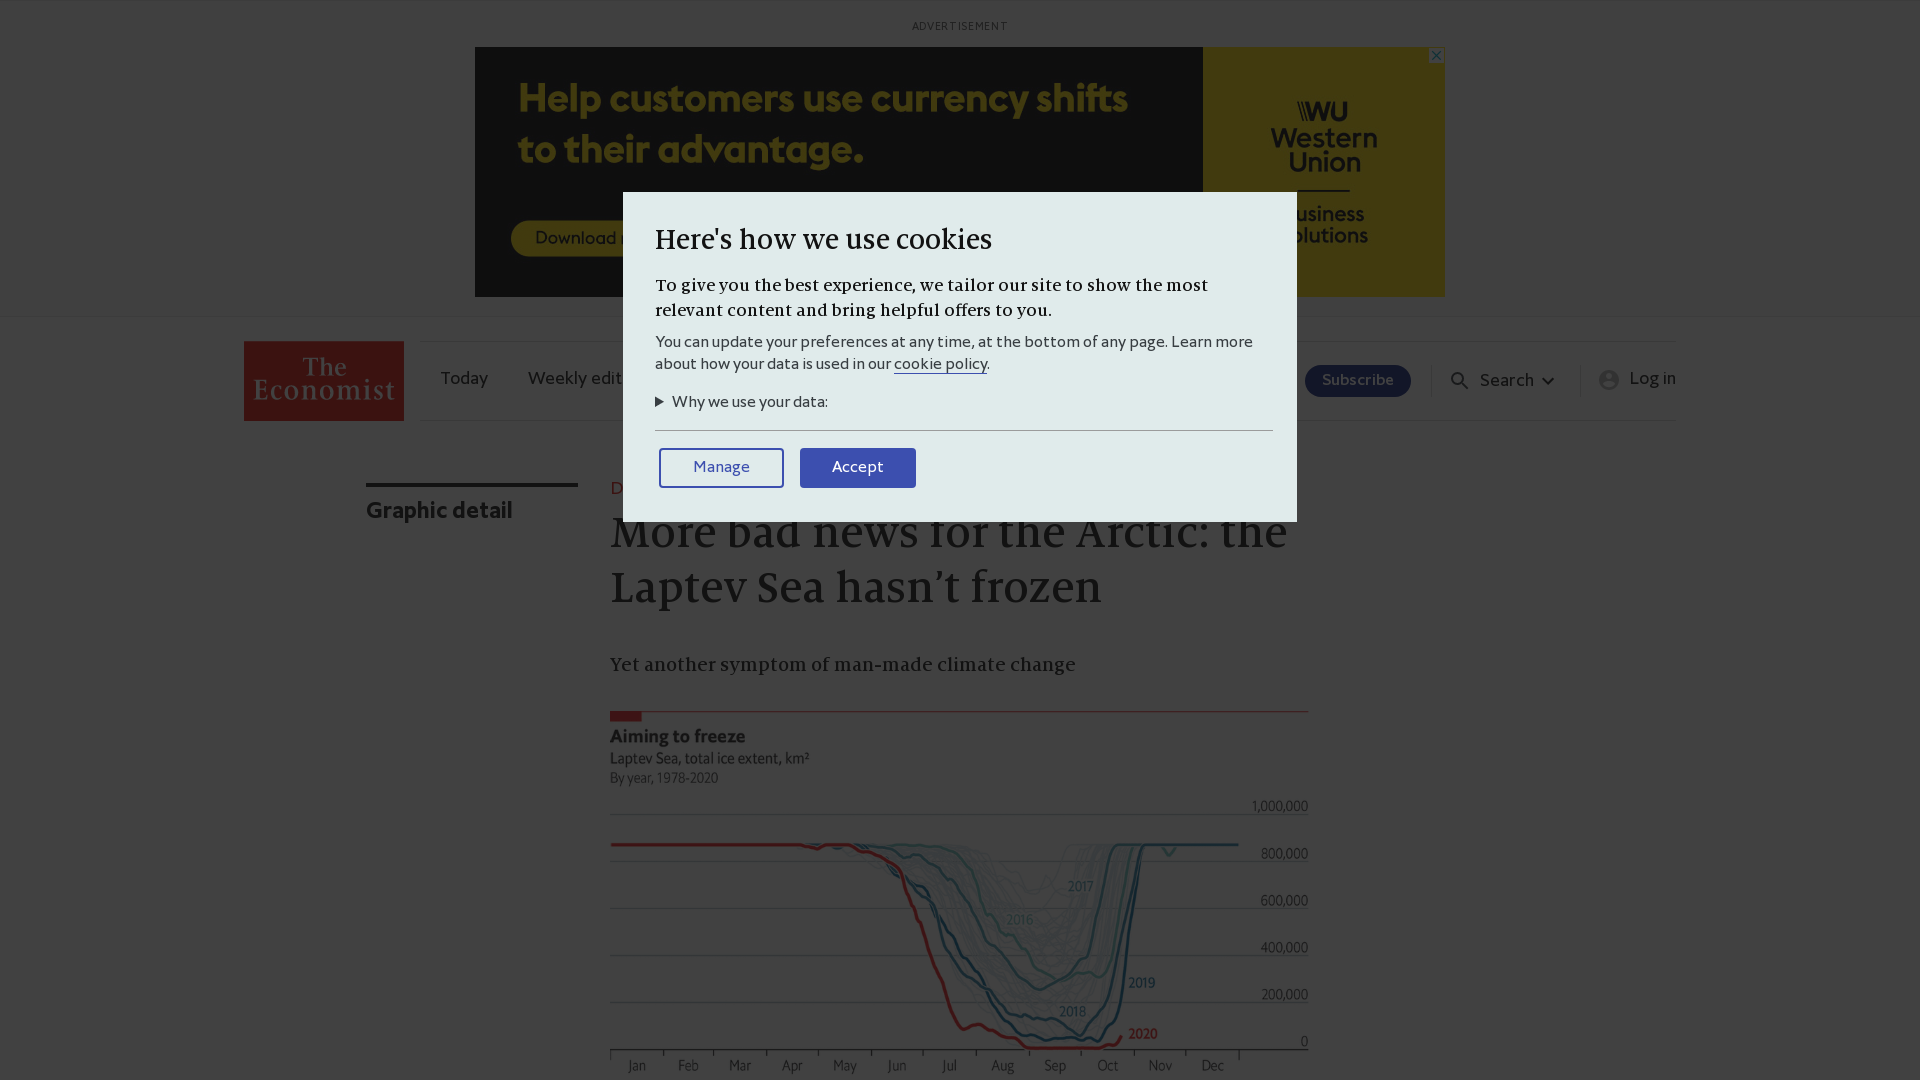 ADVERTISEMENT
Help customers use currency shifts
to their advantage.
Download
WU
Western
Union
usiness
olutions
Here's how we use cookies
To give you the best experience, we tailor our site to show the most
relevant content and bring helpful offers to you.
You can update your preferences at any time, at the bottom of any page. Learn more
about how your data is used in our cookie policy.
Why we use your data:
Manage
Accept
The
Economist
Today
Weekly edit
Subscribe
Search
Log in
Graphic detail
D
More bad news for the Arctic: the
Laptev Sea hasn’t frozen
Yet another symptom of man-made climate change
Aiming to freeze
Laptev Sea, total ice extent, km²
By year, 1978-2020
1,000,000
800,000
2017
600,000
2016
400,000
2019
200,000
2018
2020
0
Jan Feb Mar Apr May Jun Jul Aug Sep Oct Nov Dec